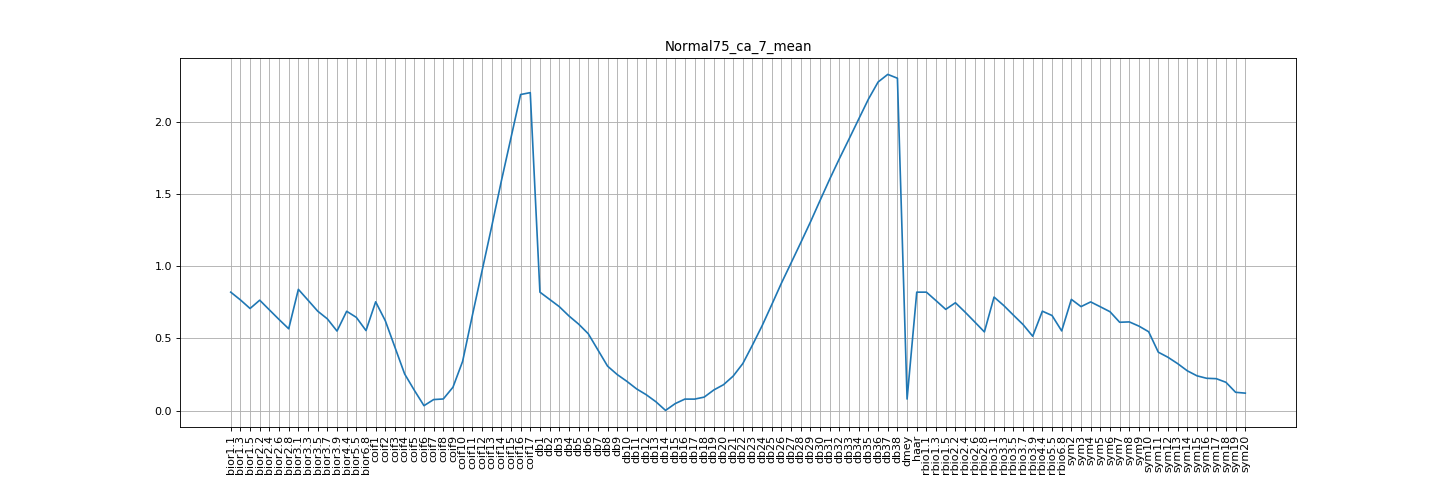 Normal75_ca_7_mean
2.0
1.5
1.0
0.5
0.0
bior1.1
bior1.3
bior1.5
bior2.2
bior2.4
bior2.6
bior2.8
bior3.1
bior3.3
bior3.5
bior3.7
bior3.9
bior4.4
bior5.5
bior6.8
coif1
coif2
coif3
coif4
coif5
coif6
coif7
coif8
coif9
coif10
coif11
coif12
coif13
coif14
coif15
coif16
coif17
db1
db2
db3
db4
db5
db6
db7
db8
db9
db10
db11
db12
db13
db14
db15
db16
db17
db18
db19
db20
db21
db22
db23
db24
db25
db26
db27
db28
db29
db30
db31
db32
db33
db34
db35
db36
db37
db38
dmey
haar
rbio1.1
rbio1.3
rbio1.5
rbio2.2
rbio2.4
rbio2.6
rbio2.8
rbio3.1
rbio3.3
rbio3.5
rbio3.7
rbio3.9
rbio4.4
rbio5.5
rbio6.8
sym2
sym3
sym4
sym5
sym6
sym7
sym8
sym9
sym10
sym11
sym12
sym13
sym14
sym15
sym16
sym17
sym18
sym19
sym20